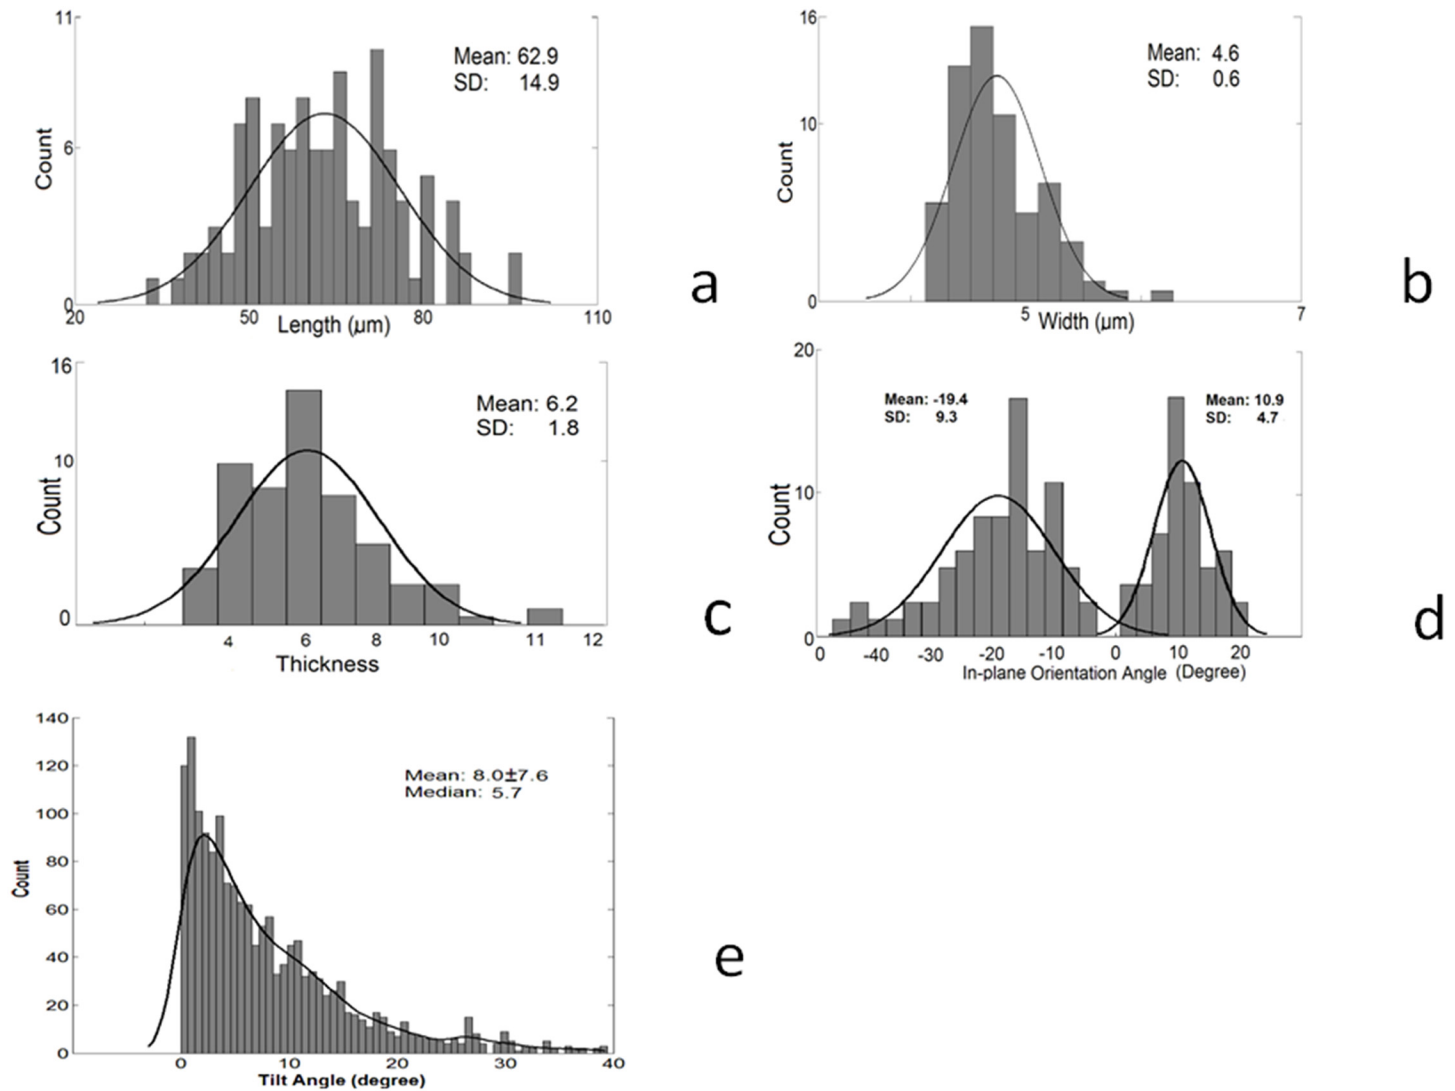 11
6
0
Count
Mean: 62.9
SD: 14.9
20
50
80
110
Length (µm)
a
16
10
0
Count
Mean: 4.6
SD: 0.6
5
7
Width (µm)
b
16
10
0
Count
Mean: 6.2
SD: 1.8
4
6
8
10
11
12
Thickness
c
20
10
0
Count
Mean: -19.4
SD: 9.3
Mean: 10.9
SD: 4.7
0
-40
-30
-20
-10
0
10
20
In-plane Orientation Angle (Degree)
d
140
120
100
80
60
40
20
0
Count
Mean: 8.0±7.6
Median: 5.7
0
10
20
30
40
Tilt Angle (degree)
e